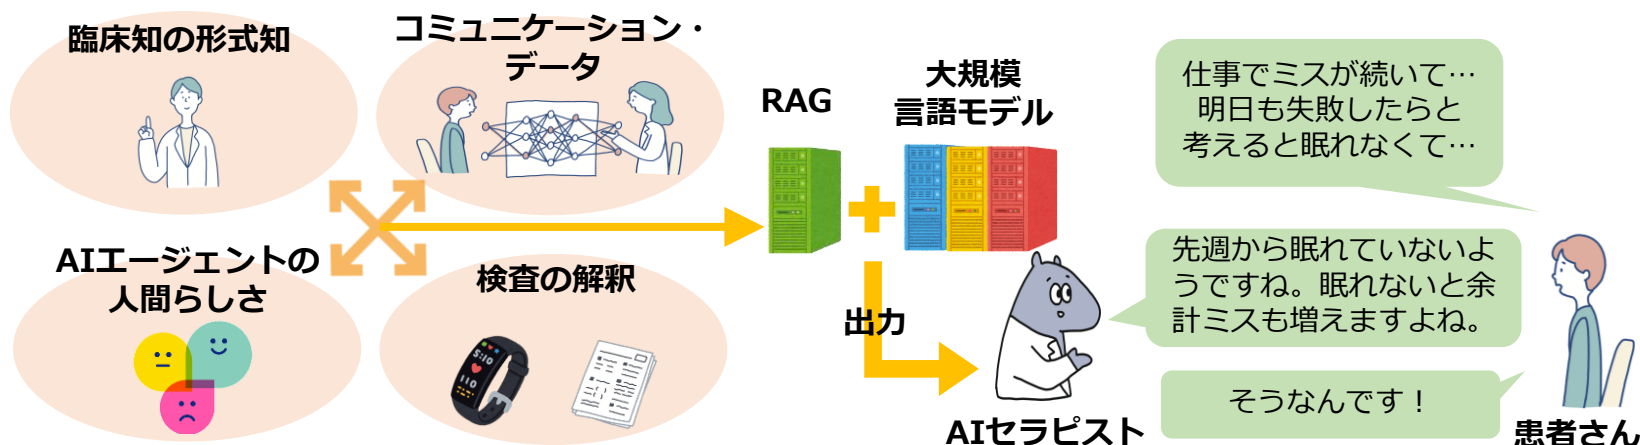 臨床知の形式知
コミュニケーション・
データ
AIエージェントの
人間らしさ
検査の解釈
5:10
110
RAG
大規模
言語モデル
出力
AIセラピスト
仕事でミスが続いて…
明日も失敗したらと
考えると眠れなくて…
先週から眠れていないよ
うですね。眠れないと余
計ミスも増えますよね。
そうなんです！
患者さん